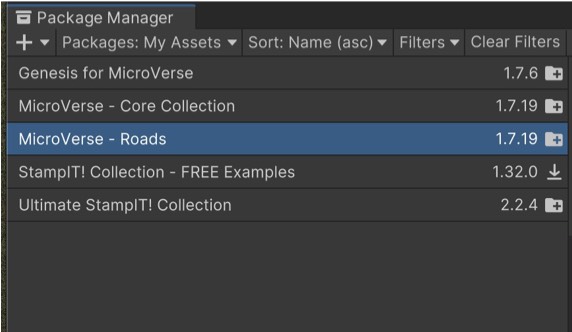 Package Manager
+ Packages: My Assets Sort: Name (asc) Filters Clear Filters
Genesis for MicroVerse 1.7.6
MicroVerse - Core Collection 1.7.19
MicroVerse - Roads 1.7.19
StampIT! Collection - FREE Examples 1.32.0
Ultimate StampIT! Collection 2.2.4